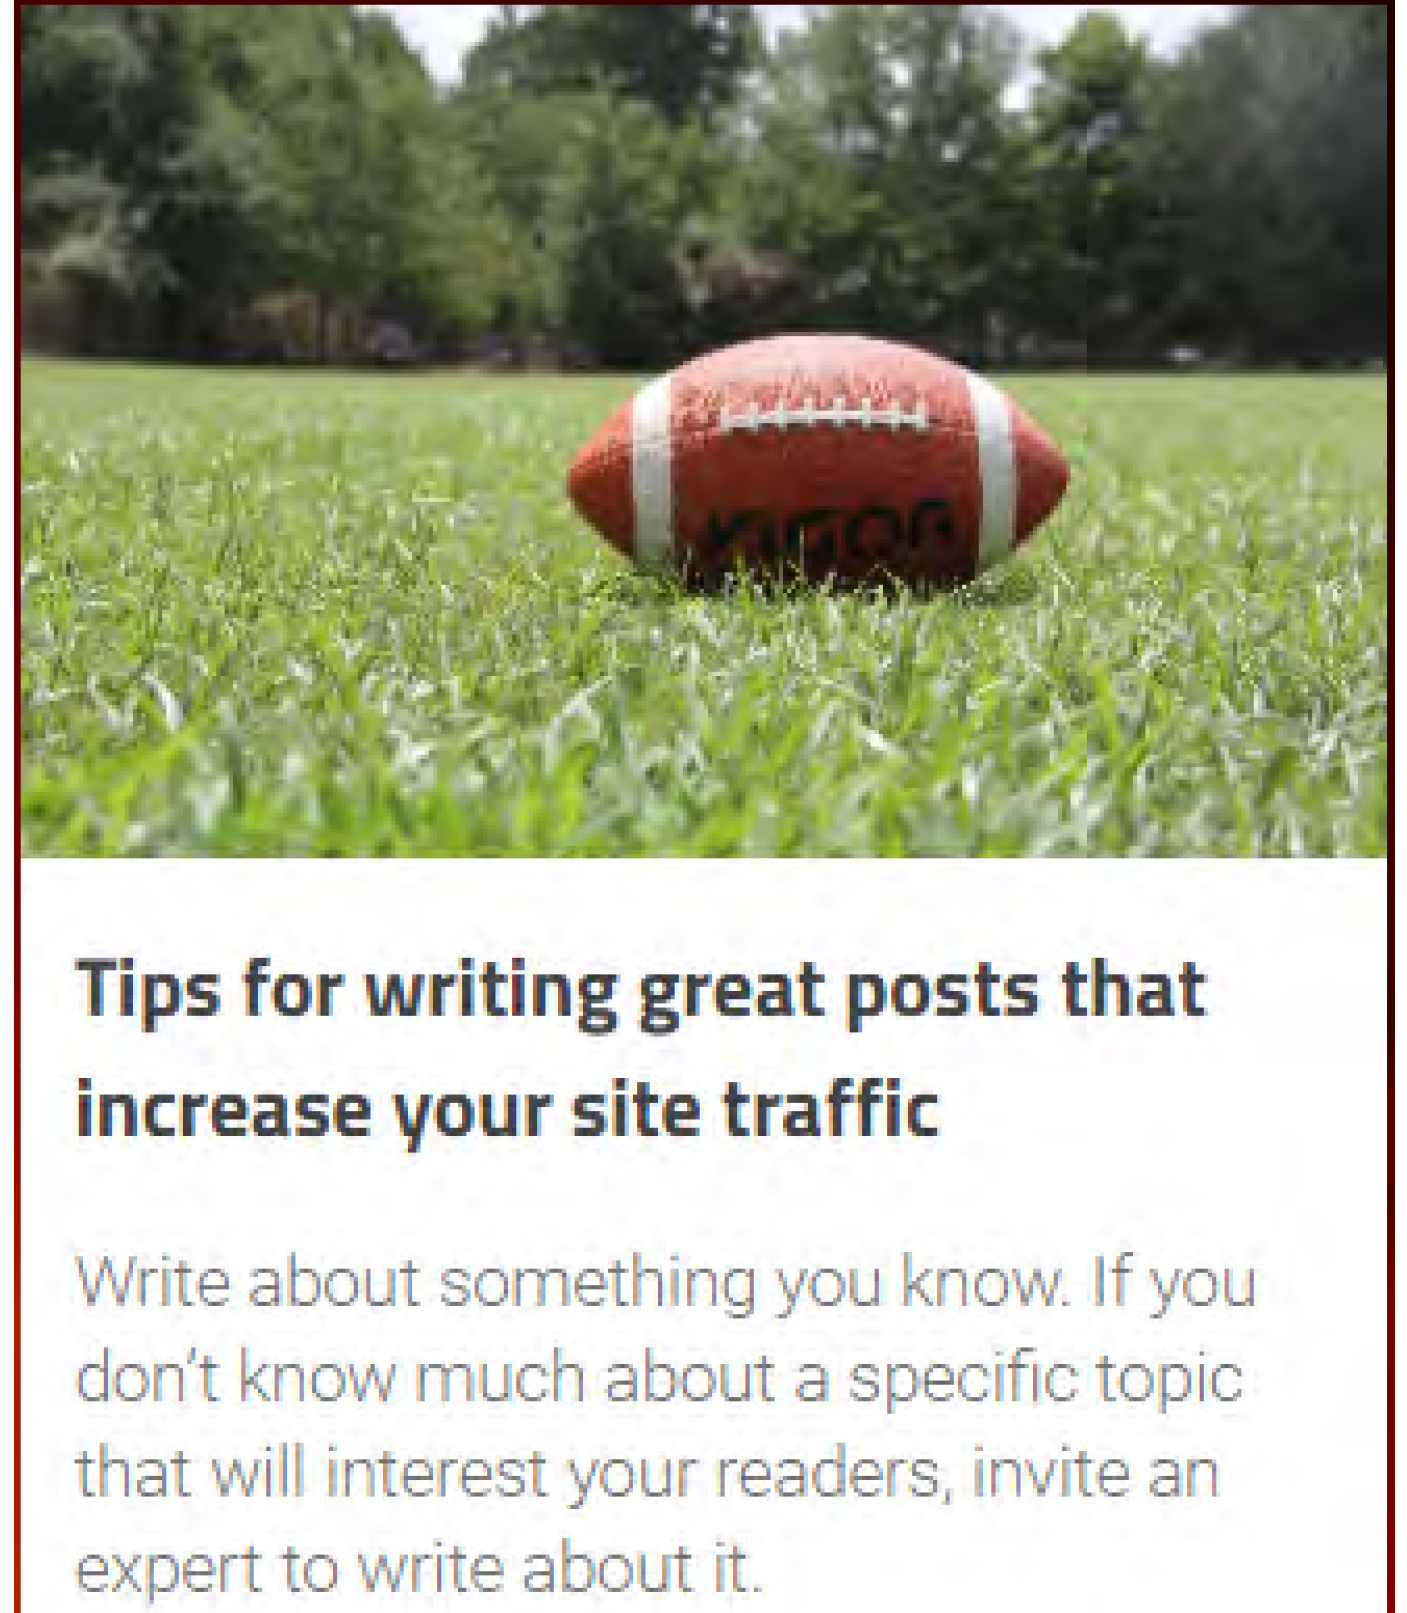 VIGOR
Tips for writing great posts that
increase your site traffic
Write about something you know. If you
don’t know much about a specific topic
that will interest your readers, invite an
expert to write about it.